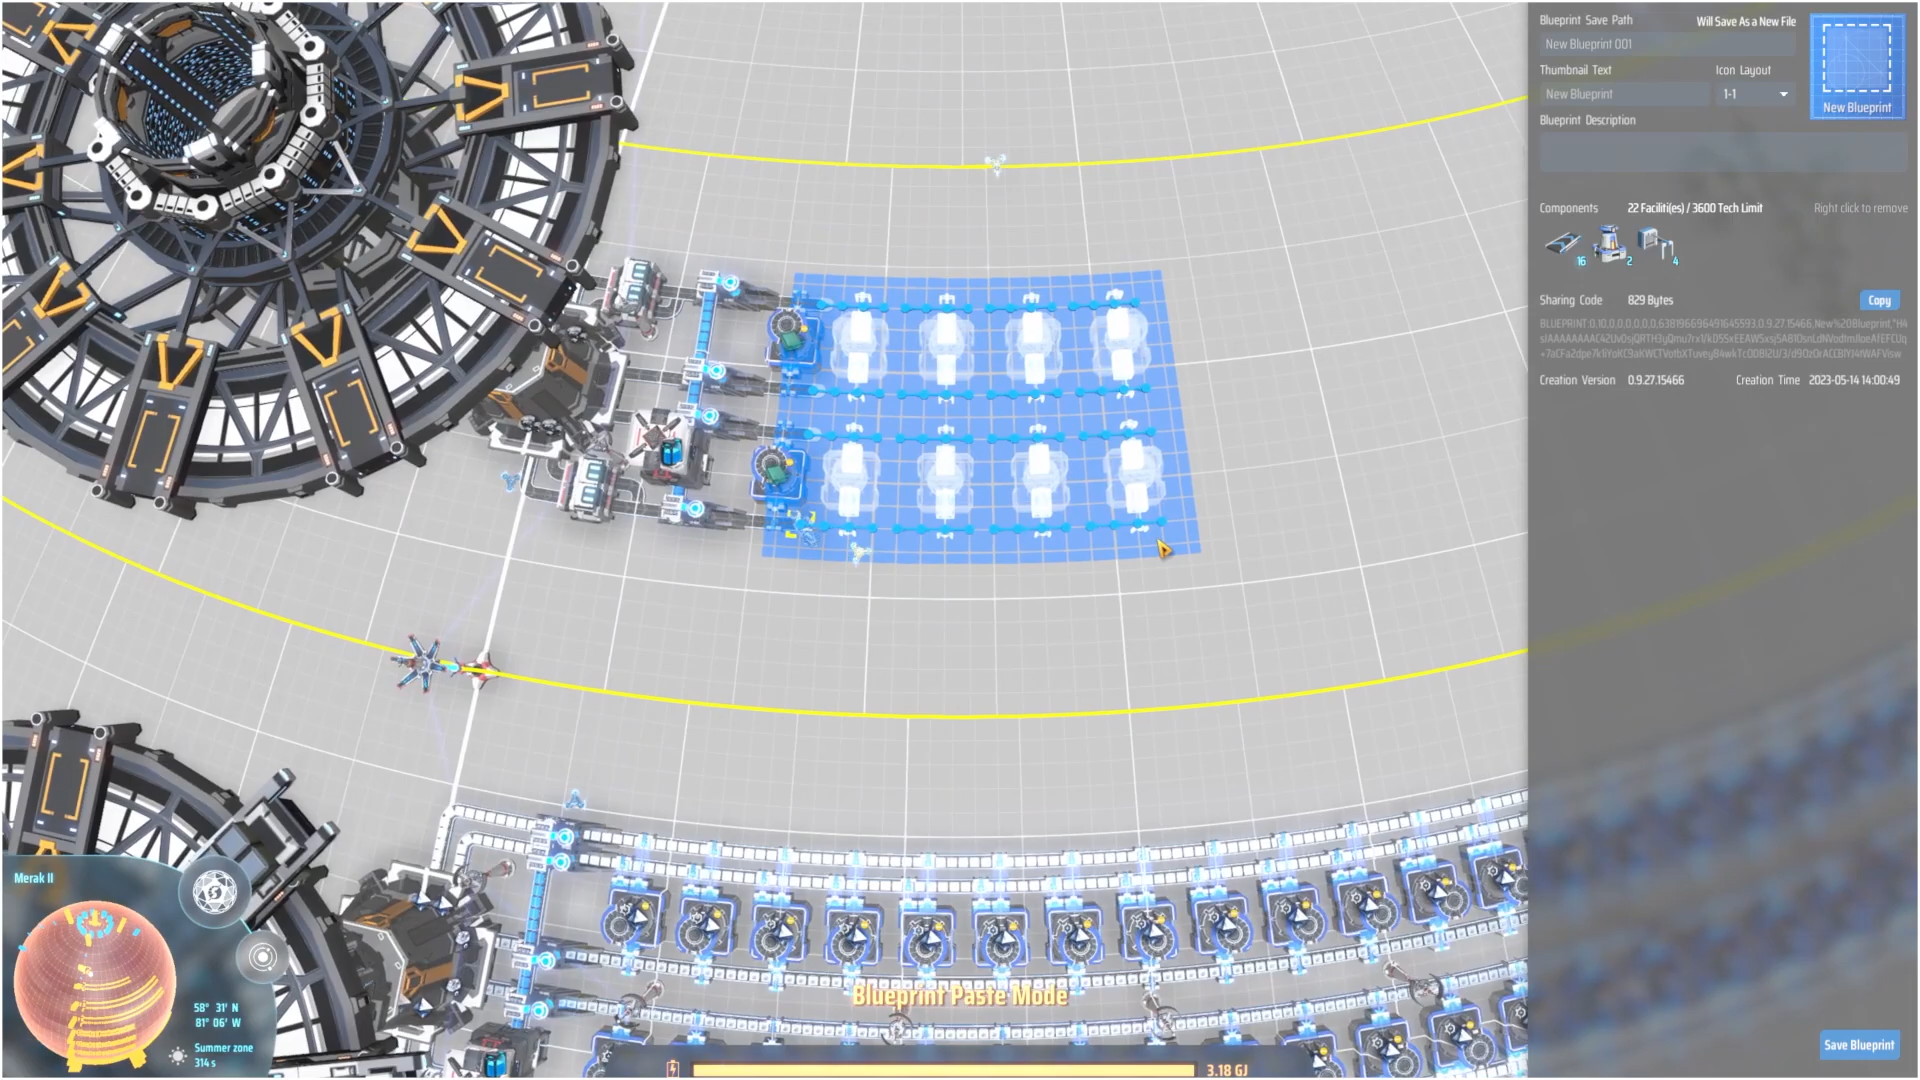 Blueprint Save Path
Will Save As a New File
New Blueprint 001
Thumbnail Text
Icon Layout
New Blueprint
1-1
New Blueprint
Blueprint Description
Components
22 Faciliti(es) / 3600 Tech Limit
Right click to remove
16
2
4
Sharing Code
829 Bytes
Copy
Creation Version
0.9.27.15466
Creation Time
2023-05-14 14:00:49
Merak II
58° 31' N
81° 06' W
Summer zone
314 s
Blueprint Paste Mode
3.18 GJ
Save Blueprint